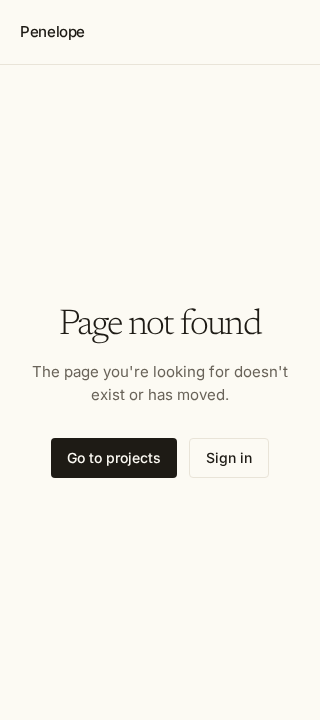 Penelope
Page not found
The page you're looking for doesn't
exist or has moved.
Go to projects
Sign in